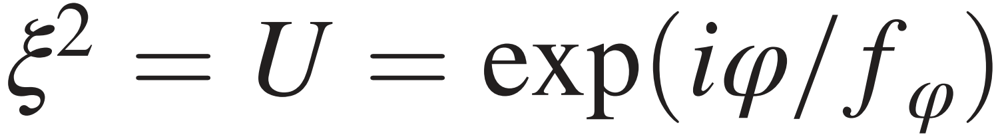 ξ² = U = exp(iφ/f_φ)